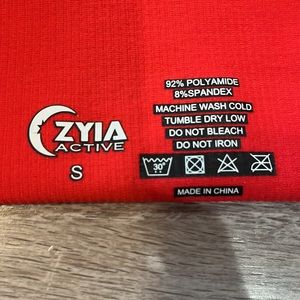 ZYIA
ACTIVE
S
92% POLYAMIDE
8%SPANDEX
MACHINE WASH COLD
TUMBLE DRY LOW
DO NOT BLEACH
DO NOT IRON
30°
MADE IN CHINA